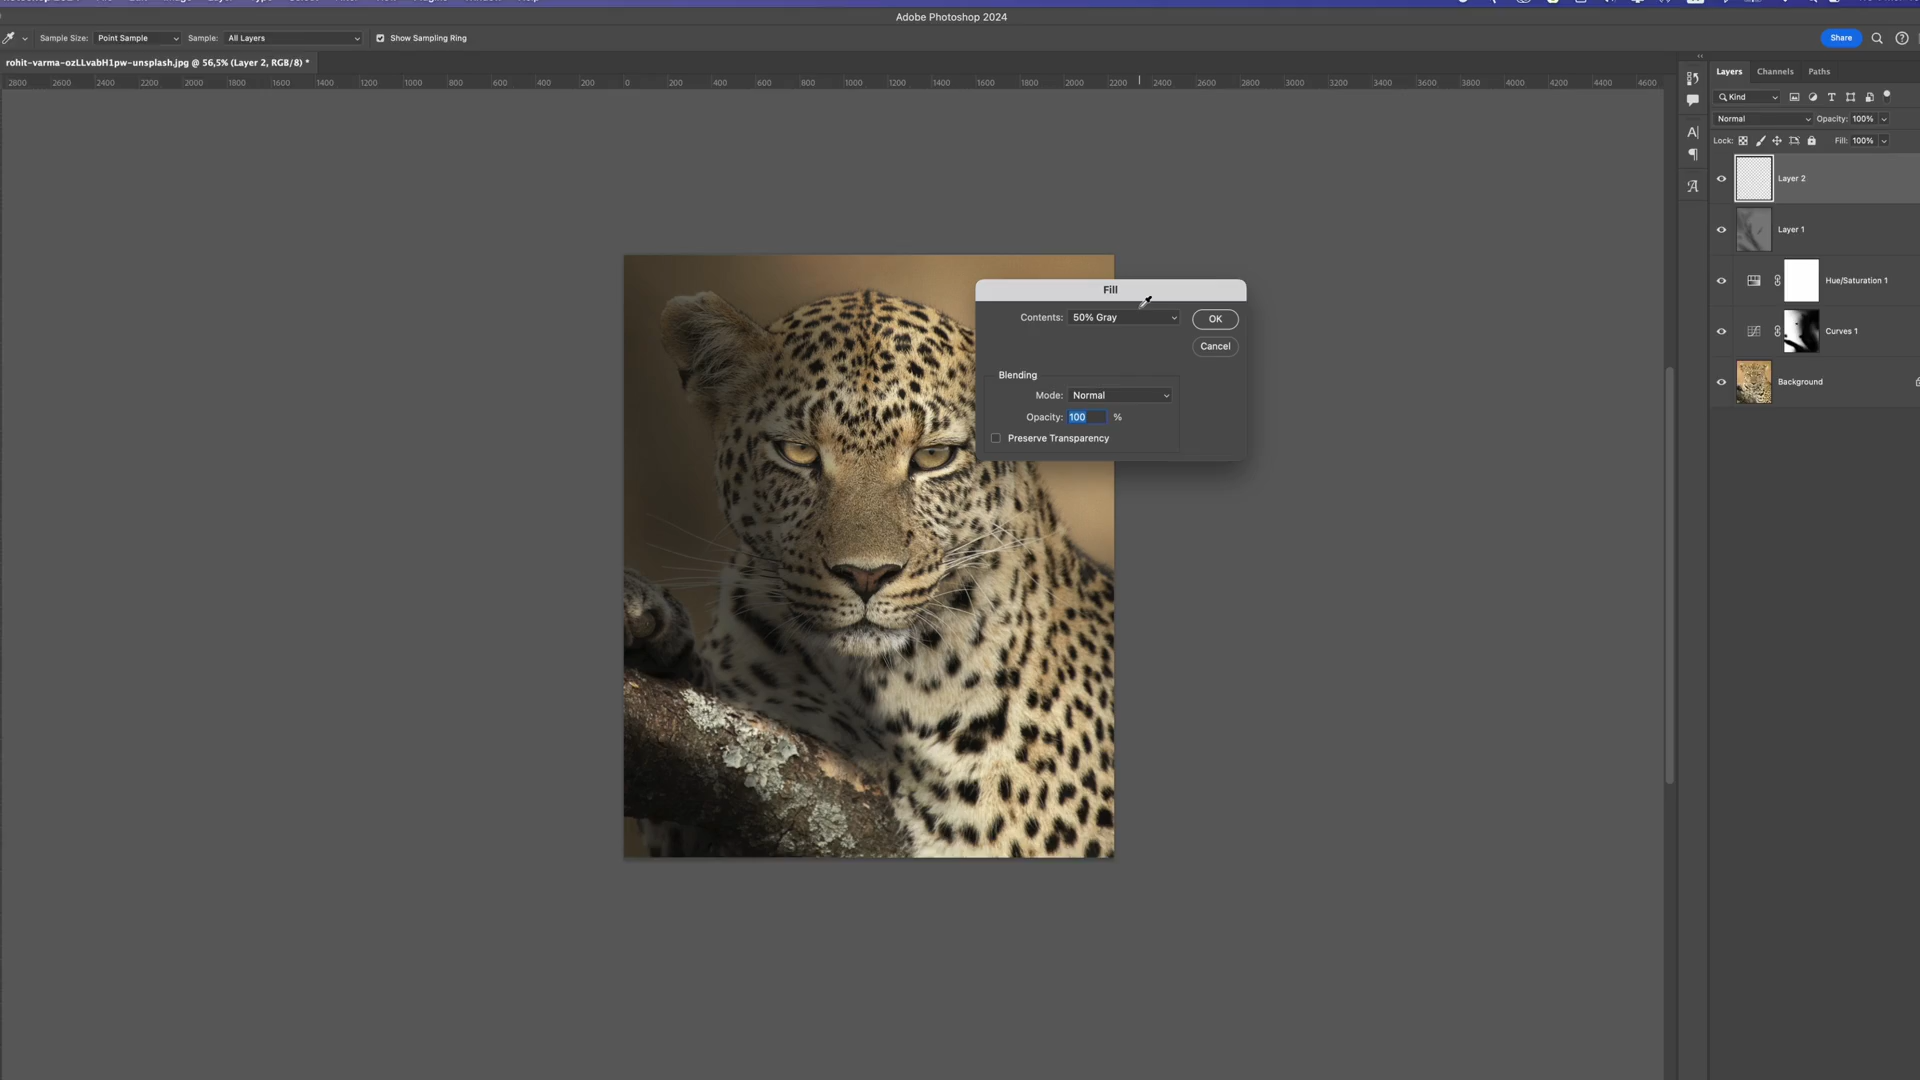 Adobe Photoshop 2024
Sample Size: Point Sample Sample: All Layers Show Sampling Ring Share
rohit-varma-ozLLvabH1pw-unsplash.jpg @ 56,5% (Layer 2, RGB/8) *
2800 2600 2400 2200 2000 1800 1600 1400 1200 1000 800 600 400 200 0 200 400 600 800 1000 1200 1400 1600 1800 2000 2200 2400 2600 2800 3000 3200 3400 3600 3800 4000 4200 4400 4600
Layers Channels Paths
Kind
Normal Opacity: 100%
Lock: Fill: 100%
Layer 2
Layer 1
Hue/Saturation 1
Curves 1
Background
Fill
Contents: 50% Gray OK
Cancel
Blending
Mode: Normal
Opacity: 100 %
Preserve Transparency